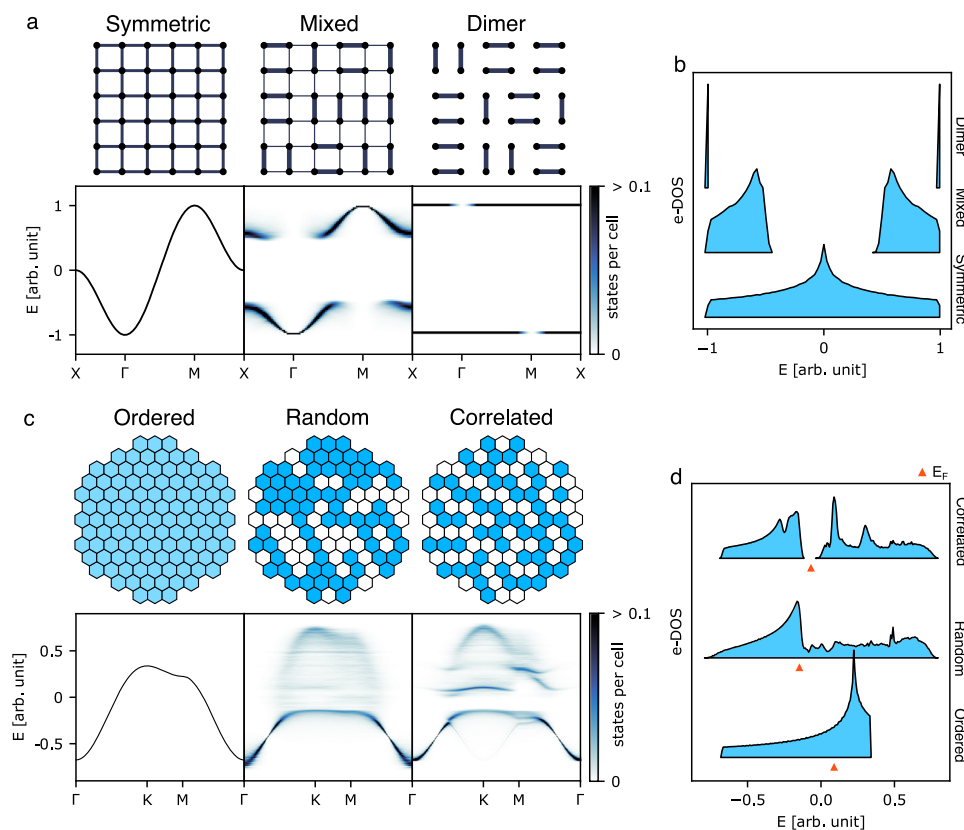 a
Symmetric
Mixed
Dimer
> 0.1
states per cell
0
E [arb. unit]
1
0
-1
X
Γ
M
X
Γ
M
X
Γ
M
X
b
e-DOS
Dimer
Mixed
Symmetric
−1
0
1
E [arb. unit]
c
Ordered
Random
Correlated
> 0.1
states per cell
0
E [arb. unit]
0.5
0
-0.5
Γ
K
M
Γ
K
M
Γ
K
M
Γ
d
E_F
e-DOS
Correlated
Random
Ordered
−0.5
0.0
0.5
E [arb. unit]